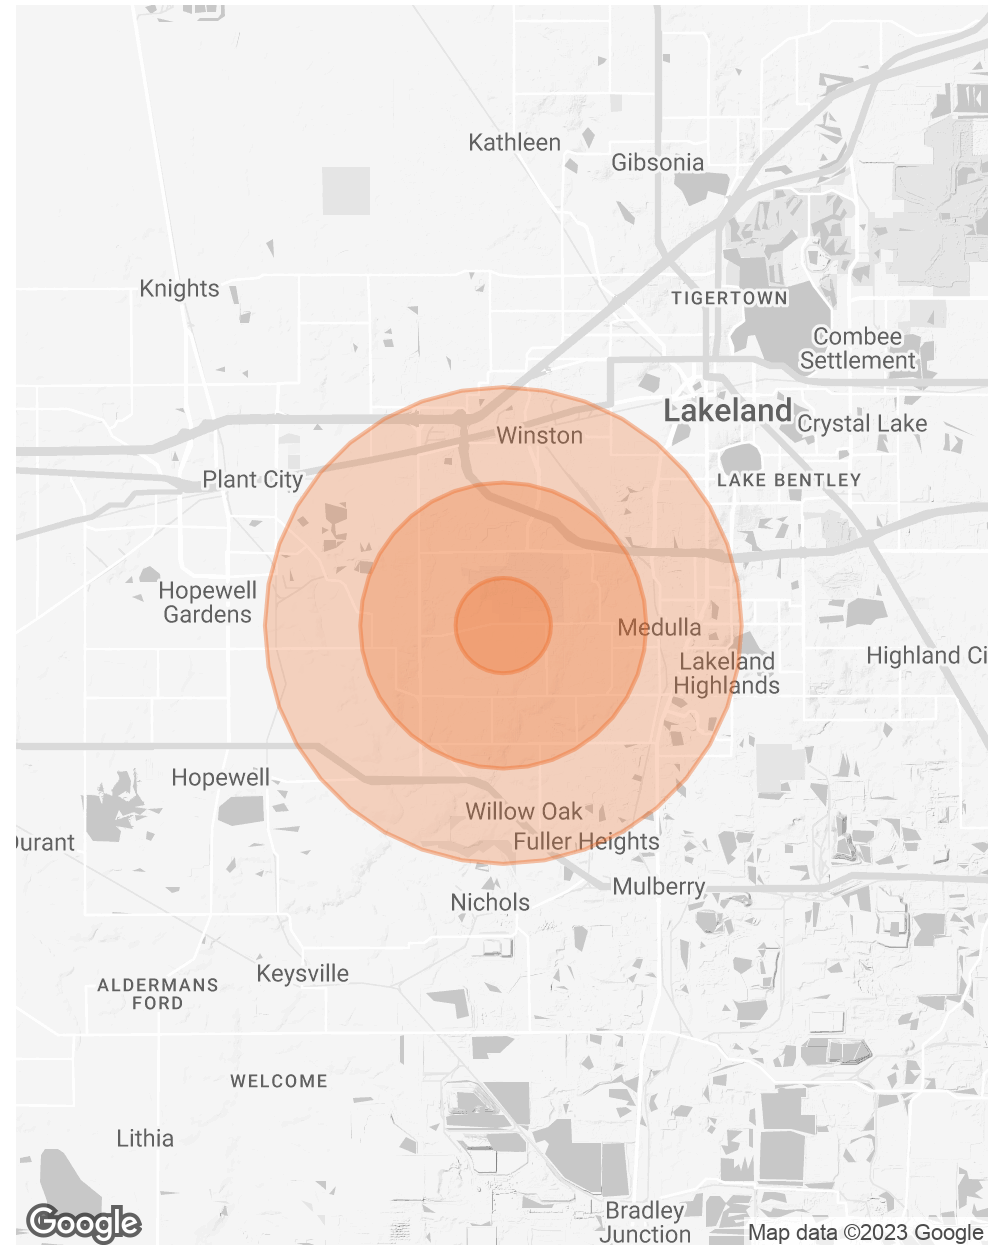 Kathleen
Gibsonia
Knights
TIGERTOWN
Combee
Settlement
Lakeland
Crystal Lake
Winston
Plant City
LAKE BENTLEY
Hopewell
Gardens
Medulla
Highland Ci
Lakeland
Highlands
Hopewell
Willow Oak
Fuller Heights
Durant
Mulberry
Nichols
Keysville
ALDERMANS
FORD
WELCOME
Lithia
Bradley
Junction
Google
Map data ©2023 Google